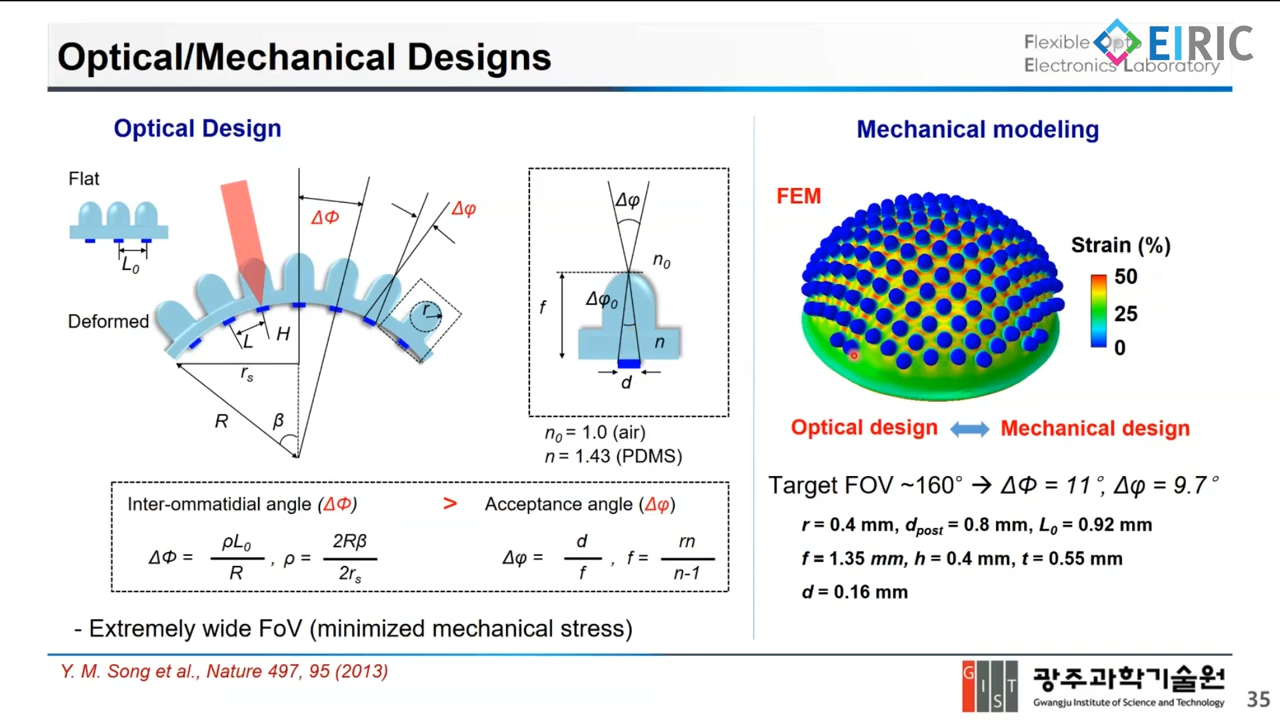 Optical/Mechanical Designs
Flexible Opto
Electronics Laboratory
EIRIC
Optical Design
Flat
L0
Deformed
ΔΦ
Δφ
r
L
H
rs
R
β
Δφ
n0
f
Δφ0
n
d
n0 = 1.0 (air)
n = 1.43 (PDMS)
Inter-ommatidial angle (ΔΦ) > Acceptance angle (Δφ)
ΔΦ = ρL0 / R , ρ = 2Rβ / 2rs
Δφ = d / f , f = rn / n-1
- Extremely wide FoV (minimized mechanical stress)
Mechanical modeling
FEM
Strain (%)
50
25
0
Optical design
Mechanical design
Target FOV ~160° → ΔΦ = 11°, Δφ = 9.7°
r = 0.4 mm, dpost = 0.8 mm, L0 = 0.92 mm
f = 1.35 mm, h = 0.4 mm, t = 0.55 mm
d = 0.16 mm
Y. M. Song et al., Nature 497, 95 (2013)
GIST
광주과학기술원
Gwangju Institute of Science and Technology
35